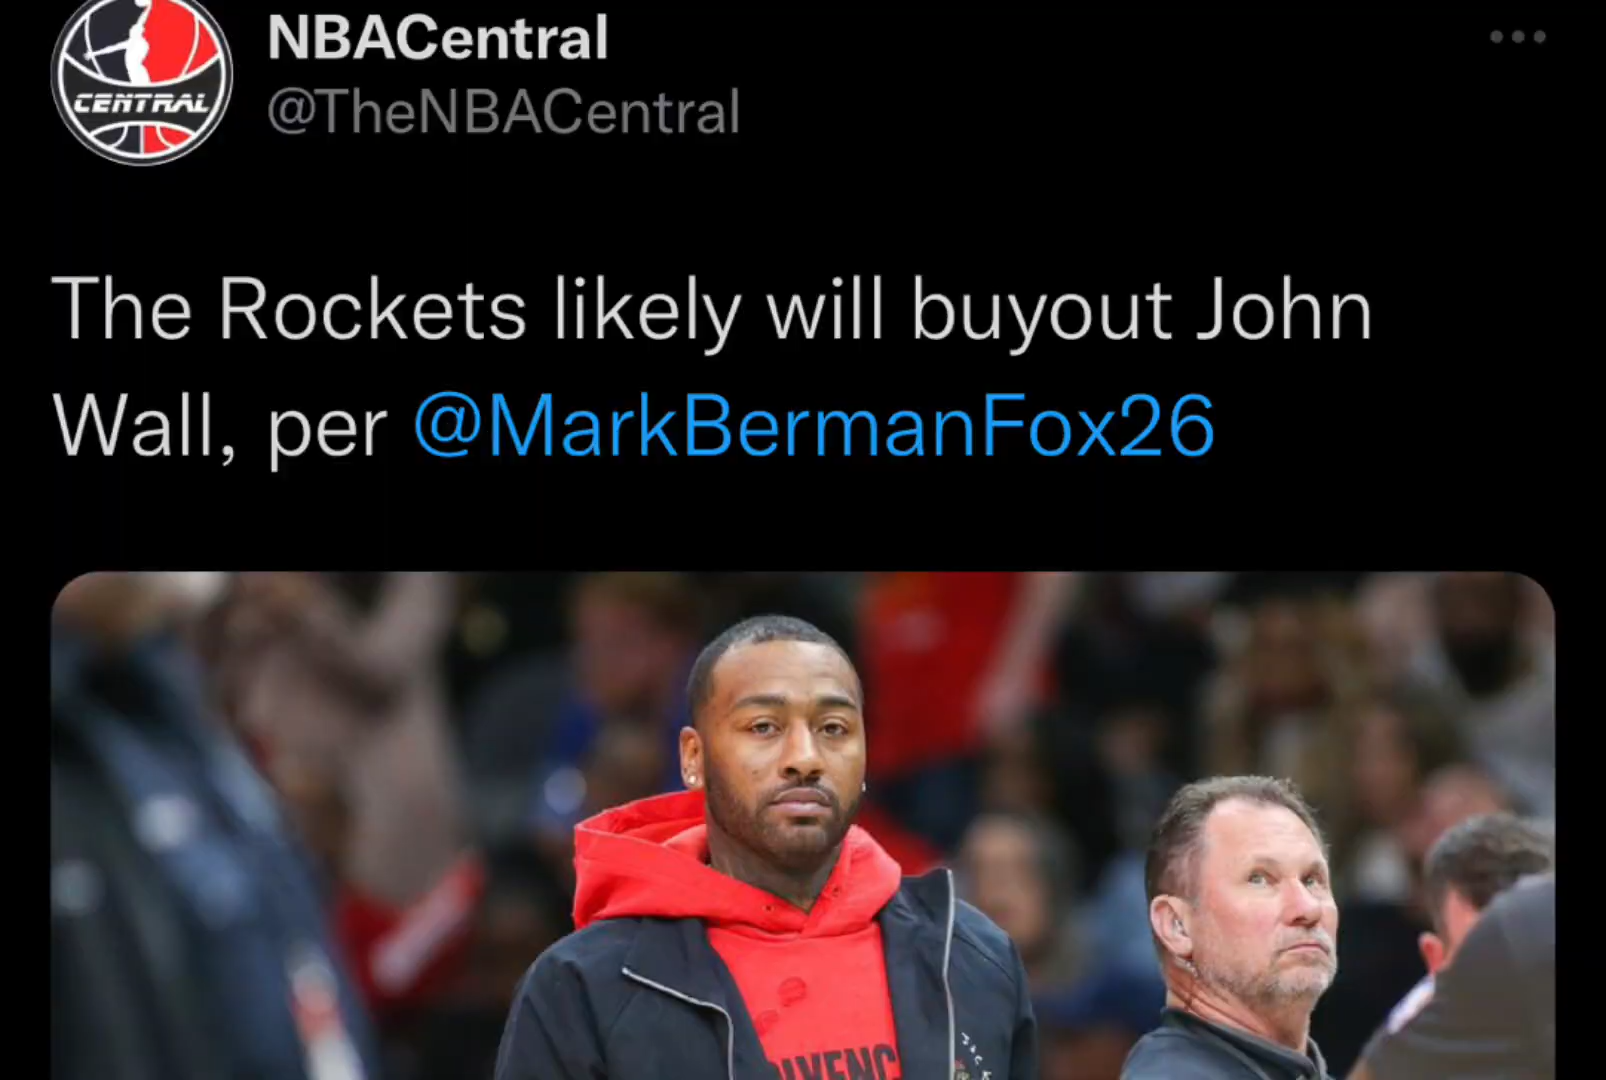 NBACentral
@TheNBACentral
CENTRAL
The Rockets likely will buyout John
Wall, per @MarkBermanFox26